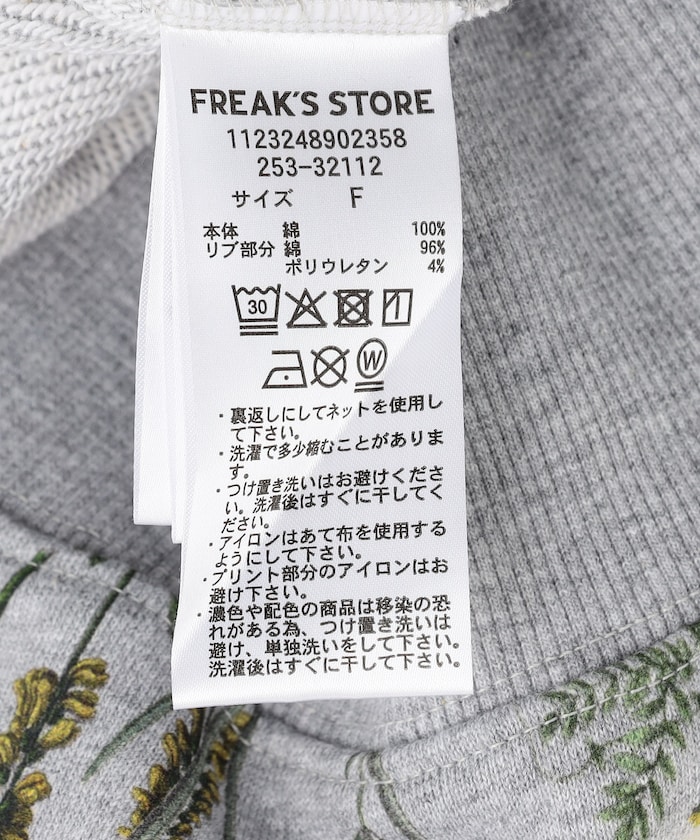 FREAK'S STORE
1123248902358
253-32112
サイズ F
本体 綿 100%
リブ部分 綿 96%
ポリウレタン 4%
30
W
・裏返しにしてネットを使用し
て下さい。
・洗濯で多少縮むことがありま
す。
・つけ置き洗いはお避けくださ
い。洗濯後はすぐに干してく
ださい。
・アイロンはあて布を使用する
ようにして下さい。
・プリント部分のアイロンはお
避け下さい。
・濃色や配色の商品は移染の恐
れがある為、つけ置き洗いは
避け、単独洗いをして下さい。
洗濯後はすぐに干して下さい。